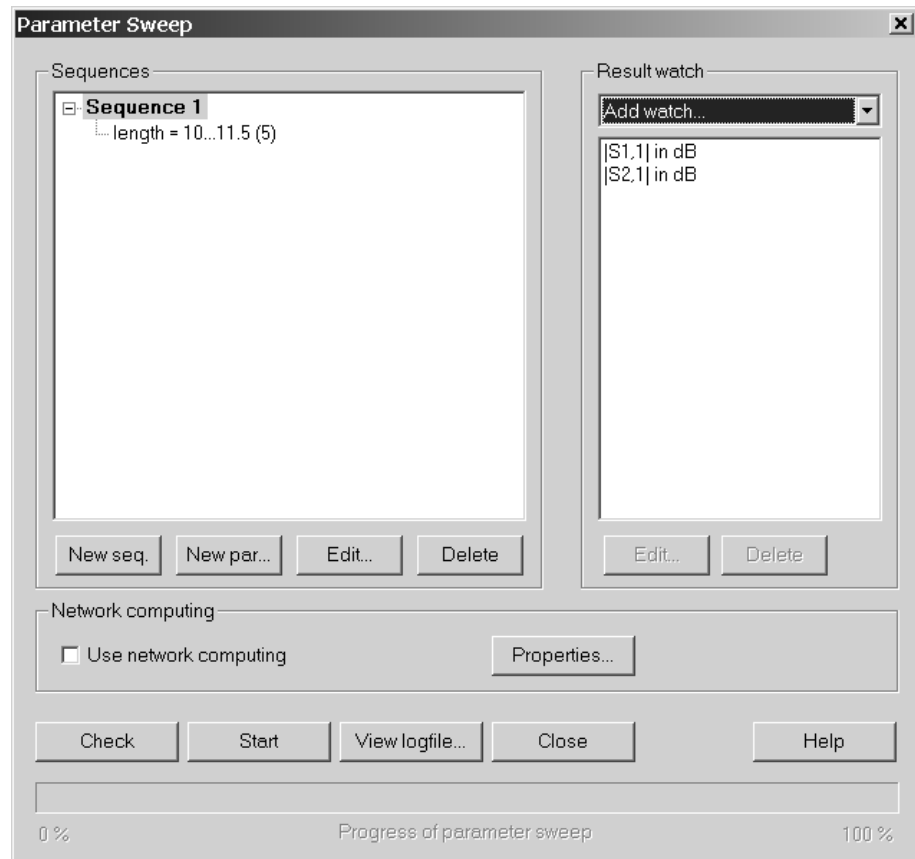 Parameter Sweep
Sequences
Sequence 1
length = 10...11.5 (5)
New seq.
New par...
Edit...
Delete
Result watch
Add watch...
|S1,1| in dB
|S2,1| in dB
Edit...
Delete
Network computing
Use network computing
Properties...
Check
Start
View logfile...
Close
Help
0 %
Progress of parameter sweep
100 %